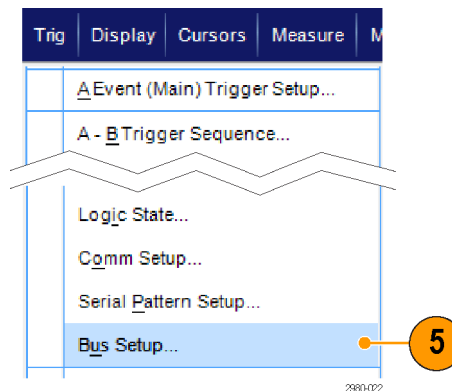 Trig Display Cursors Measure M
A Event (Main) Trigger Setup...
A - B Trigger Sequence...
Logic State...
Comm Setup...
Serial Pattern Setup...
Bus Setup...
5
2980-022